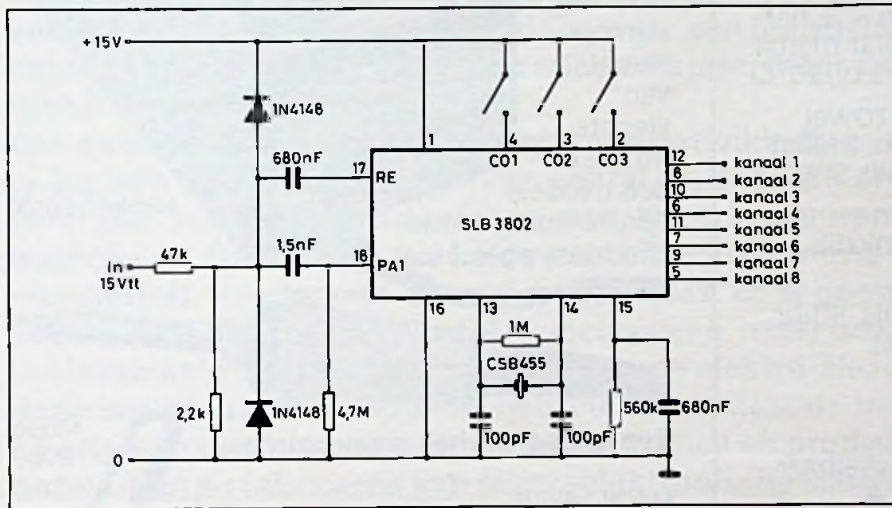 +15V
1N4148
680nF
17
RE
1
4
3
2
CO1
CO2
CO3
SLB3802
12
kanaal 1
8
kanaal 2
10
kanaal 3
6
kanaal 4
11
kanaal 5
7
kanaal 6
9
kanaal 7
5
kanaal 8
47k
1,5nF
18
PA1
In
15Vtt
16
13
14
15
1M
CSB455
2,2k
1N4148
4,7M
100pF
100pF
560k
680nF
0